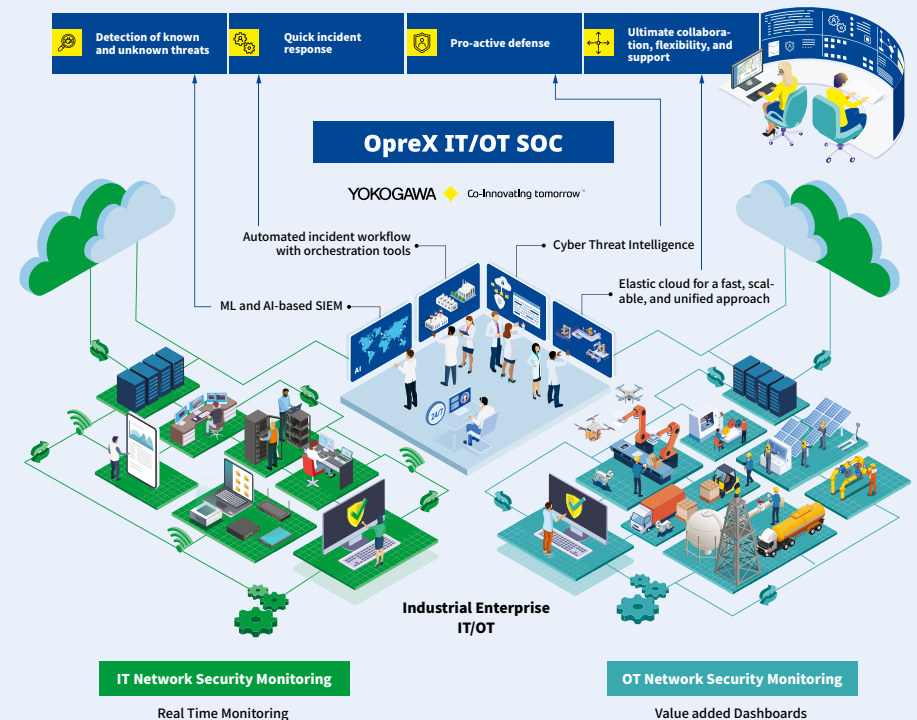 Detection of known
and unknown threats
Quick incident
response
Pro-active defense
Ultimate collabora-
tion, flexibility, and
support
OpreX IT/OT SOC
YOKOGAWA Co-innovating tomorrow™
Automated incident workflow
with orchestration tools
Cyber Threat Intelligence
ML and AI-based SIEM
Elastic cloud for a fast, scal-
able, and unified approach
AI
24/7
Industrial Enterprise
IT/OT
IT Network Security Monitoring
OT Network Security Monitoring
Real Time Monitoring
Value added Dashboards